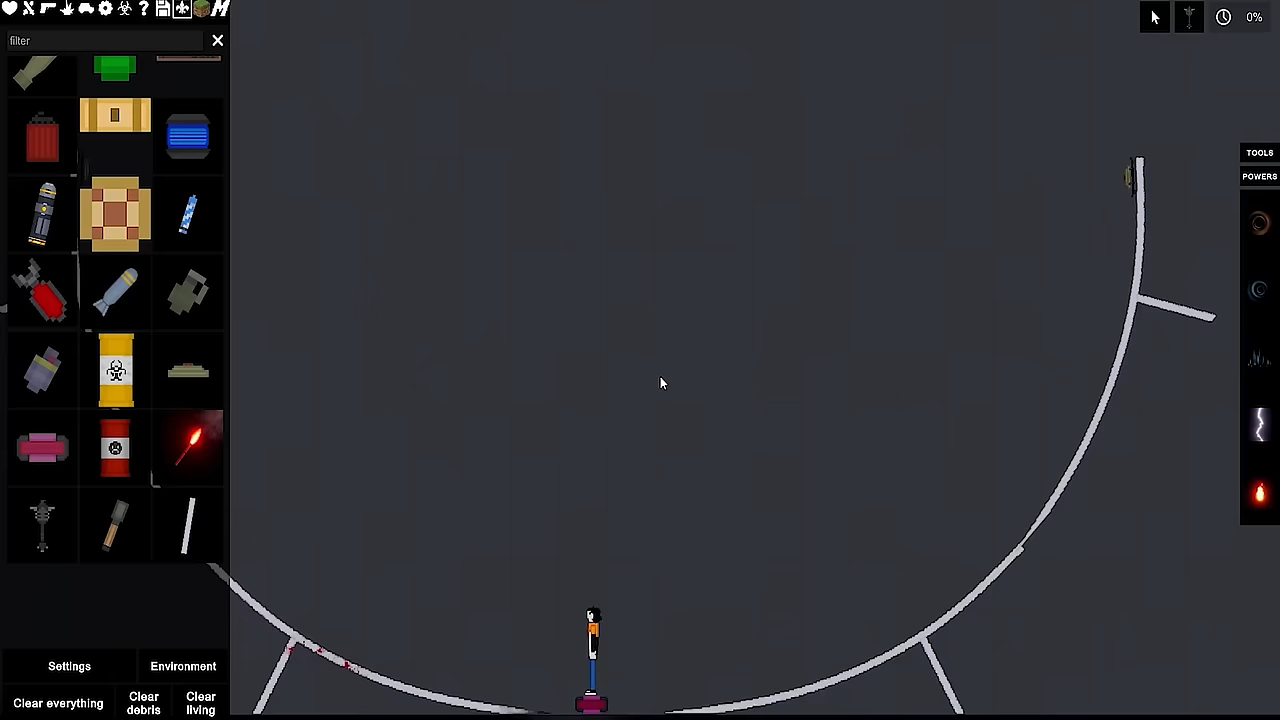 0%
filter
TOOLS
POWERS
Settings
Environment
Clear everything
Clear
debris
Clear
living